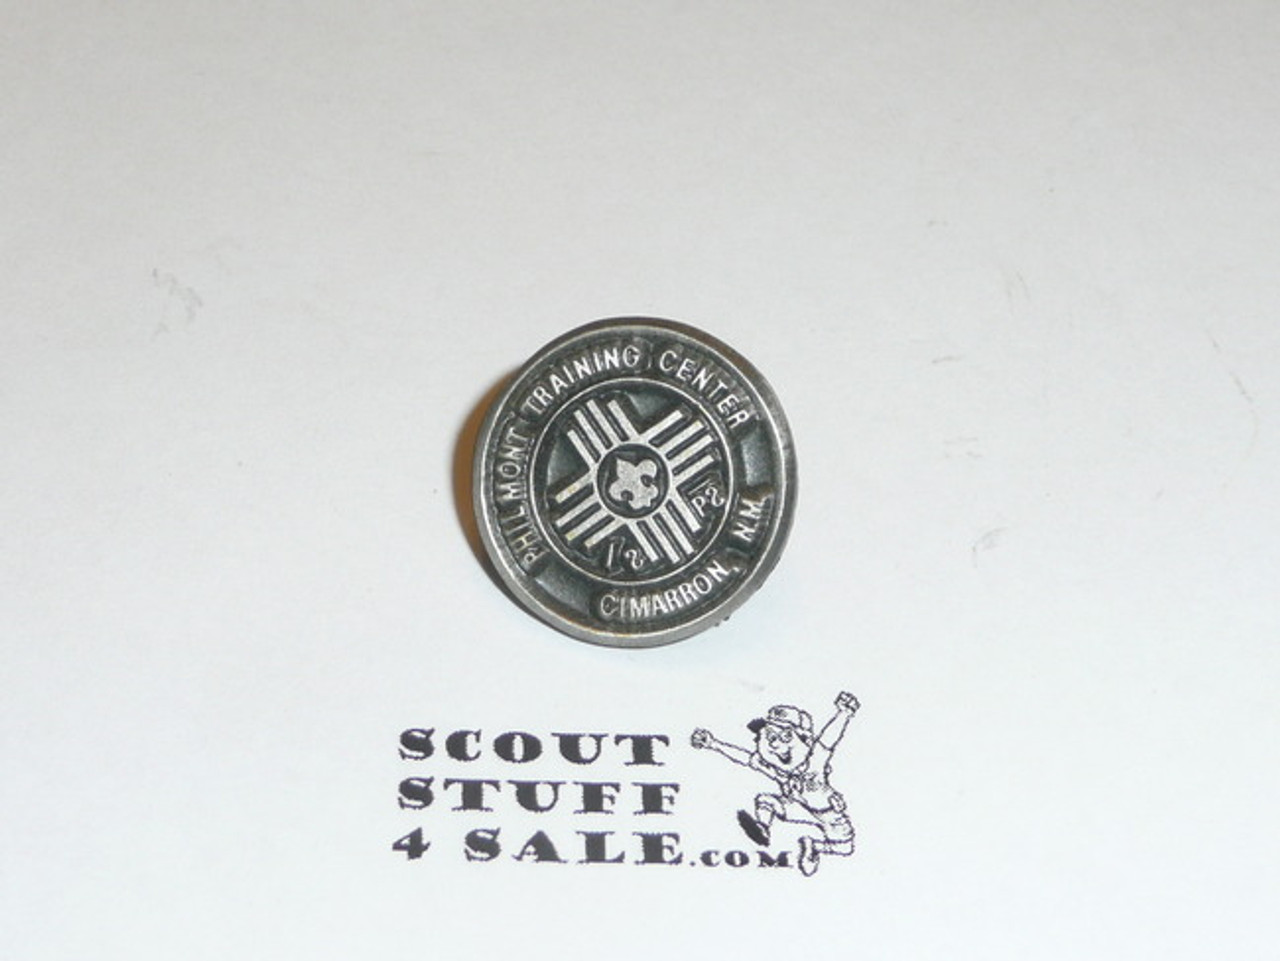 PHILMONT TRAINING CENTER
CIMARRON, N.M.
SCOUT
STUFF
4 SALE.COM